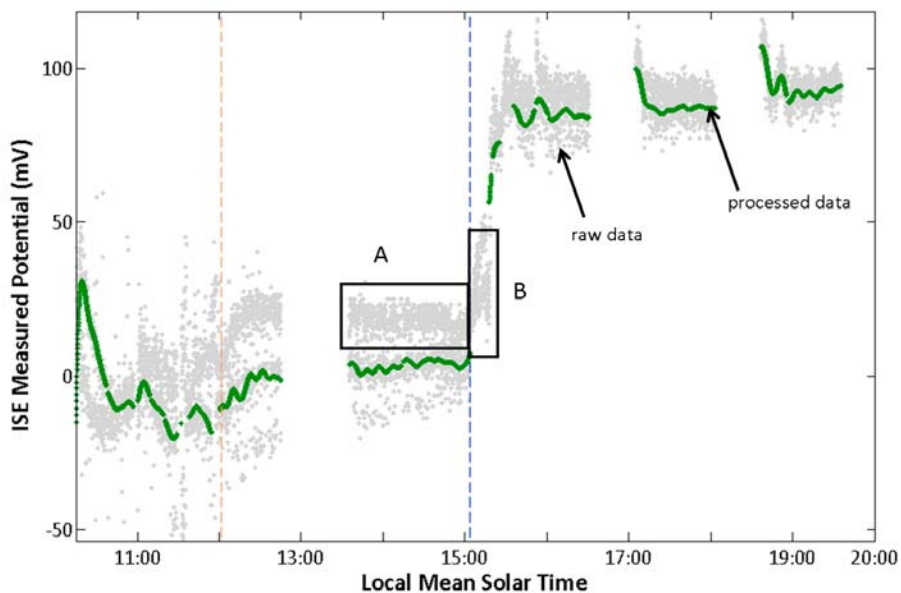 ISE Measured Potential (mV)
100
50
0
-50
A
B
raw data
processed data
11:00 13:00 15:00 17:00 19:00 20:00
Local Mean Solar Time